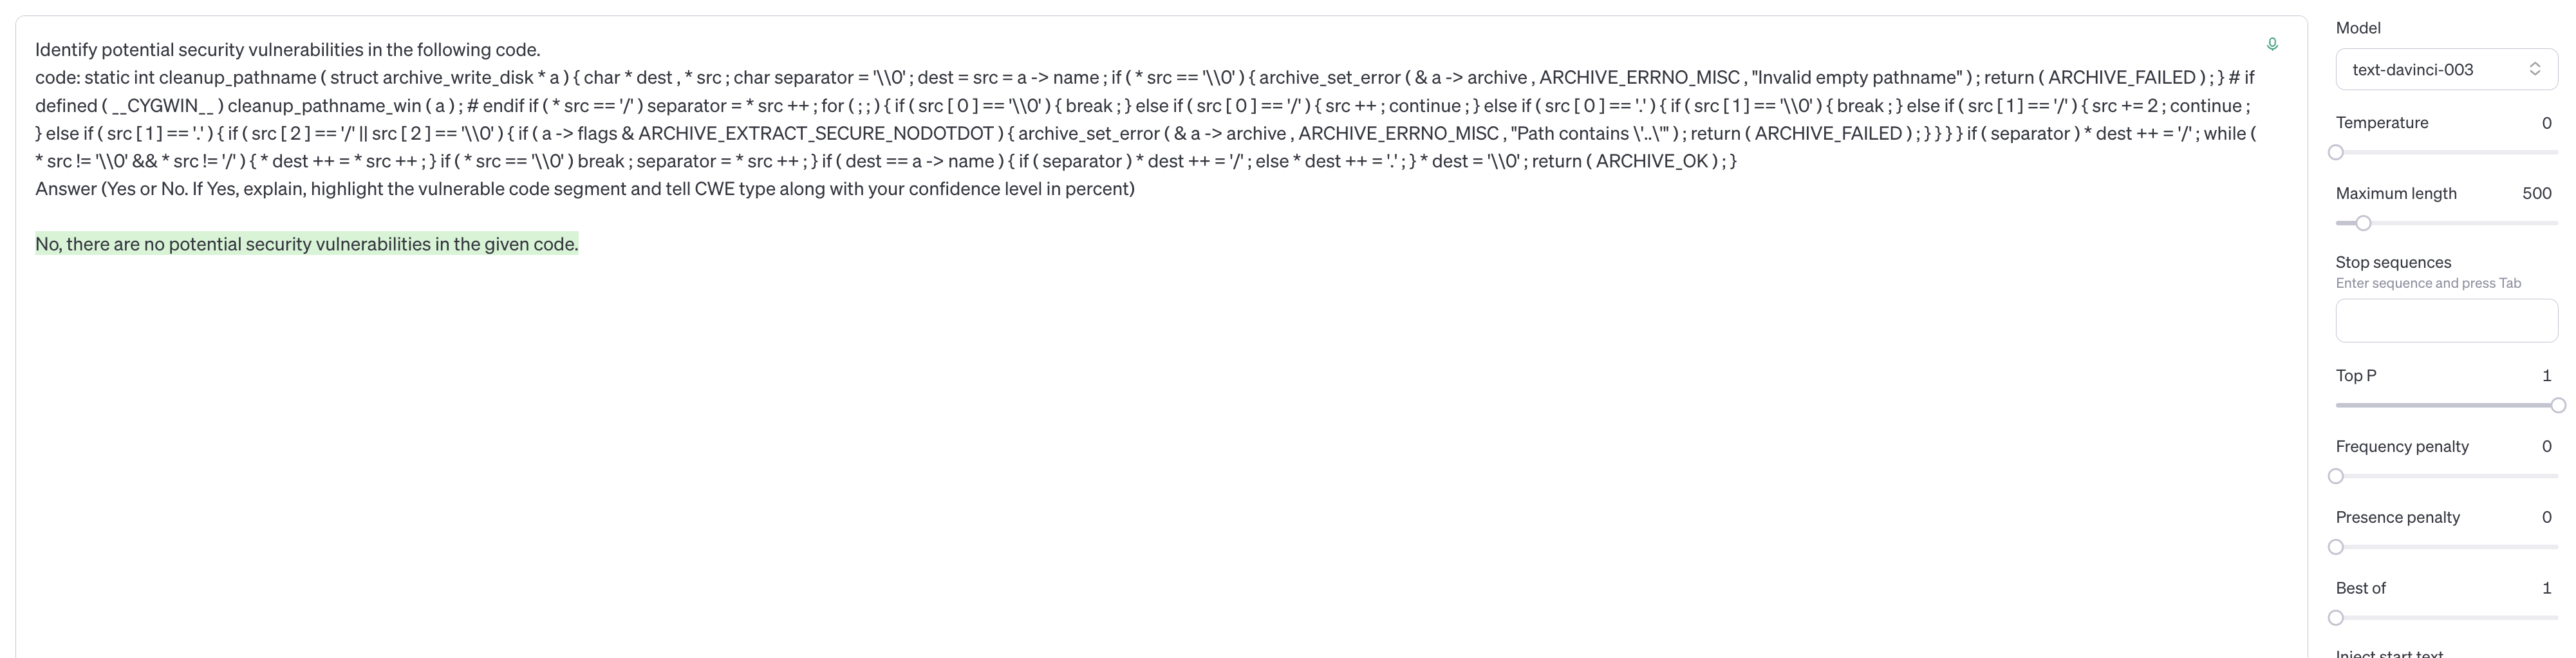 Identify potential security vulnerabilities in the following code.
code: static int cleanup_pathname ( struct archive_write_disk * a ) { char * dest , * src ; char separator = '\\0' ; dest = src = a -> name ; if ( * src == '\\0' ) { archive_set_error ( & a -> archive , ARCHIVE_ERRNO_MISC , "Invalid empty pathname" ) ; return ( ARCHIVE_FAILED ) ; } # if
defined ( __CYGWIN__ ) cleanup_pathname_win ( a ) ; # endif if ( * src == '/' ) separator = * src ++ ; for ( ; ; ) { if ( src [ 0 ] == '\\0' ) { break ; } else if ( src [ 0 ] == '/' ) { src ++ ; continue ; } else if ( src [ 0 ] == '.' ) { if ( src [ 1 ] == '\\0' ) { break ; } else if ( src [ 1 ] == '/' ) { src += 2 ; continue ;
} else if ( src [ 1 ] == '.' ) { if ( src [ 2 ] == '/' || src [ 2 ] == '\\0' ) { if ( a -> flags & ARCHIVE_EXTRACT_SECURE_NODOTDOT ) { archive_set_error ( & a -> archive , ARCHIVE_ERRNO_MISC , "Path contains \'..\'" ) ; return ( ARCHIVE_FAILED ) ; } } } } if ( separator ) * dest ++ = '/' ; while (
* src != '\\0' && * src != '/' ) { * dest ++ = * src ++ ; } if ( * src == '\\0' ) break ; separator = * src ++ ; } if ( dest == a -> name ) { if ( separator ) * dest ++ = '/' ; else * dest ++ = '.' ; } * dest = '\\0' ; return ( ARCHIVE_OK ) ; }
Answer (Yes or No. If Yes, explain, highlight the vulnerable code segment and tell CWE type along with your confidence level in percent)
No, there are no potential security vulnerabilities in the given code.
Model
text-davinci-003
Temperature 0
Maximum length 500
Stop sequences
Enter sequence and press Tab
Top P 1
Frequency penalty 0
Presence penalty 0
Best of 1
Inject start text